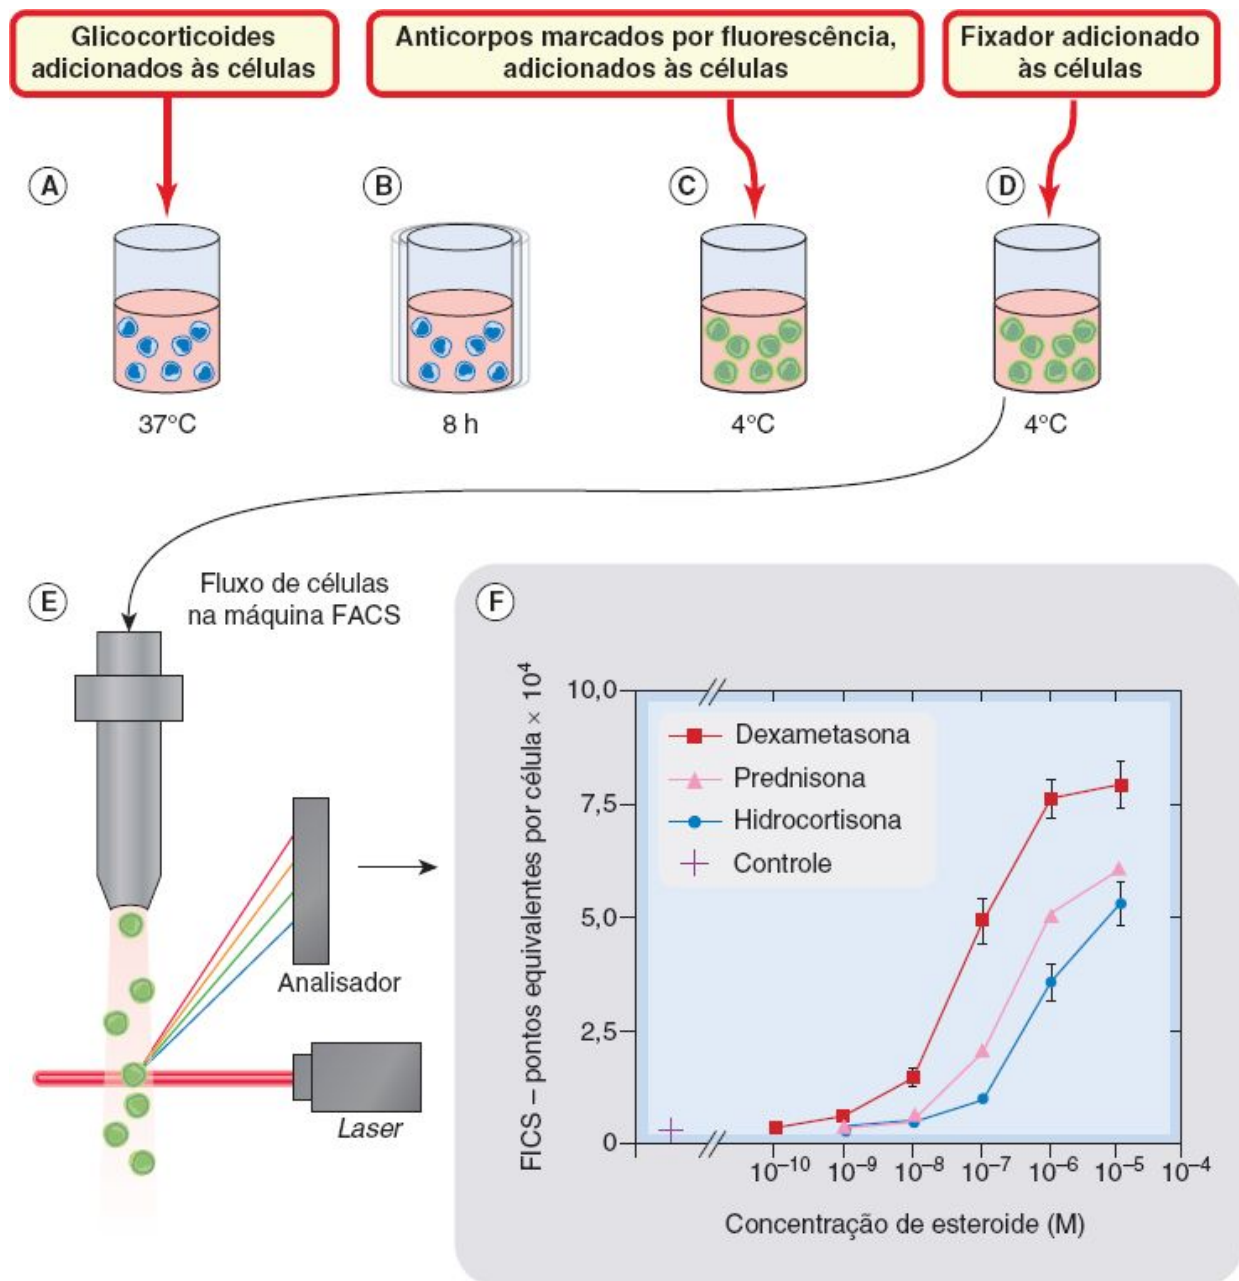 Glicocorticoides
adicionados às células
Anticorpos marcados por fluorescência,
adicionados às células
Fixador adicionado
às células
A
B
C
D
37°C
8 h
4°C
4°C
E
Fluxo de células
na máquina FACS
Analisador
Laser
F
FICS – pontos equivalentes por célula × 10⁴
10,0
7,5
5,0
2,5
0
Dexametasona
Prednisona
Hidrocortisona
Controle
10⁻¹⁰ 10⁻⁹ 10⁻⁸ 10⁻⁷ 10⁻⁶ 10⁻⁵ 10⁻⁴
Concentração de esteroide (M)